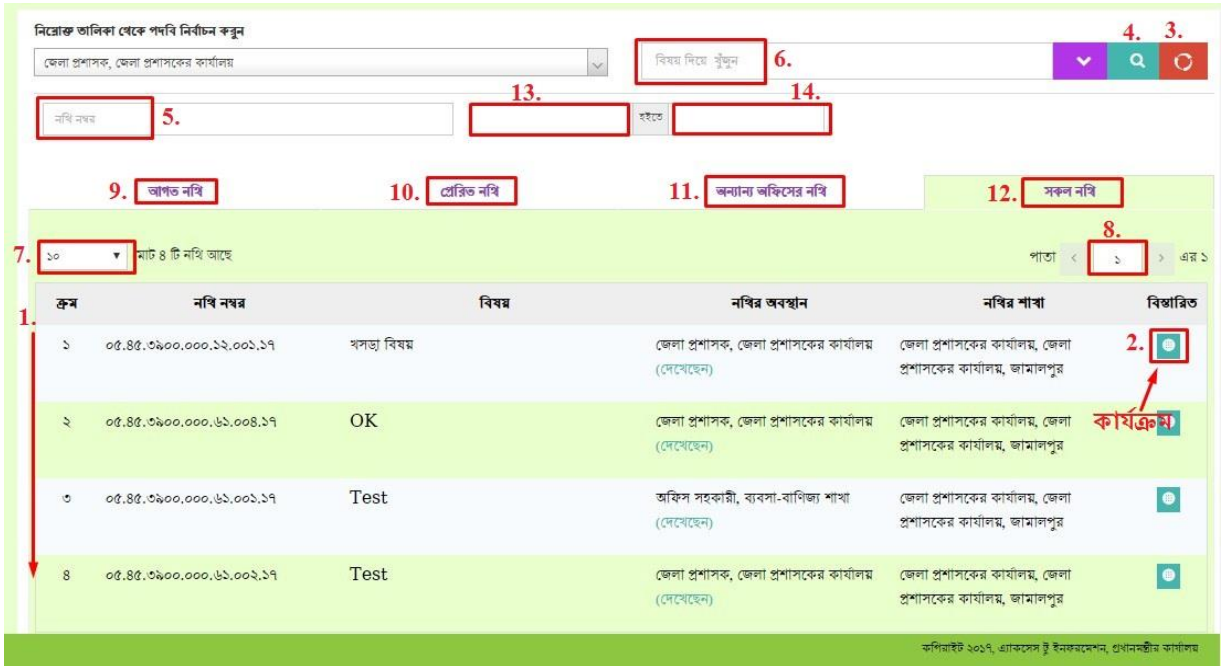 নিম্নোক্ত তালিকা থেকে পদবি নির্বাচন করুন
4. 3.
জেলা প্রশাসক, জেলা প্রশাসকের কার্যালয়
বিষয় দিয়ে খুঁজুন 6.
13. 14.
নথি নম্বর 5. হইতে
9. আগত নথি 10. প্রেরিত নথি 11. অন্যান্য অফিসের নথি 12. সকল নথি
8.
7. ১০ মোট ৪ টি নথি আছে পাতা < ১ > এর ১
ক্রম নথি নম্বর বিষয় নথির অবস্থান নথির শাখা বিস্তারিত
1.
১ ০৫.৪৫.৩৯০০.০০০.১২.০০১.১৭ খসড়া বিষয় জেলা প্রশাসক, জেলা প্রশাসকের কার্যালয় জেলা প্রশাসকের কার্যালয়, জেলা 2.
(দেখেছেন) প্রশাসকের কার্যালয়, জামালপুর
২ ০৫.৪৫.৩৯০০.০০০.৬১.০০৪.১৭ OK জেলা প্রশাসক, জেলা প্রশাসকের কার্যালয় জেলা প্রশাসকের কার্যালয়, জেলা কার্যক্রম
(দেখেছেন) প্রশাসকের কার্যালয়, জামালপুর
৩ ০৫.৪৫.৩৯০০.০০০.৬১.০০১.১৭ Test অফিস সহকারী, ব্যবসা-বাণিজ্য শাখা জেলা প্রশাসকের কার্যালয়, জেলা
(দেখেছেন) প্রশাসকের কার্যালয়, জামালপুর
৪ ০৫.৪৫.৩৯০০.০০০.৬১.০০২.১৭ Test জেলা প্রশাসক, জেলা প্রশাসকের কার্যালয় জেলা প্রশাসকের কার্যালয়, জেলা
(দেখেছেন) প্রশাসকের কার্যালয়, জামালপুর
কপিরাইট ২০১৭, এ্যাকসেস টু ইনফরমেশন, প্রধানমন্ত্রীর কার্যালয়